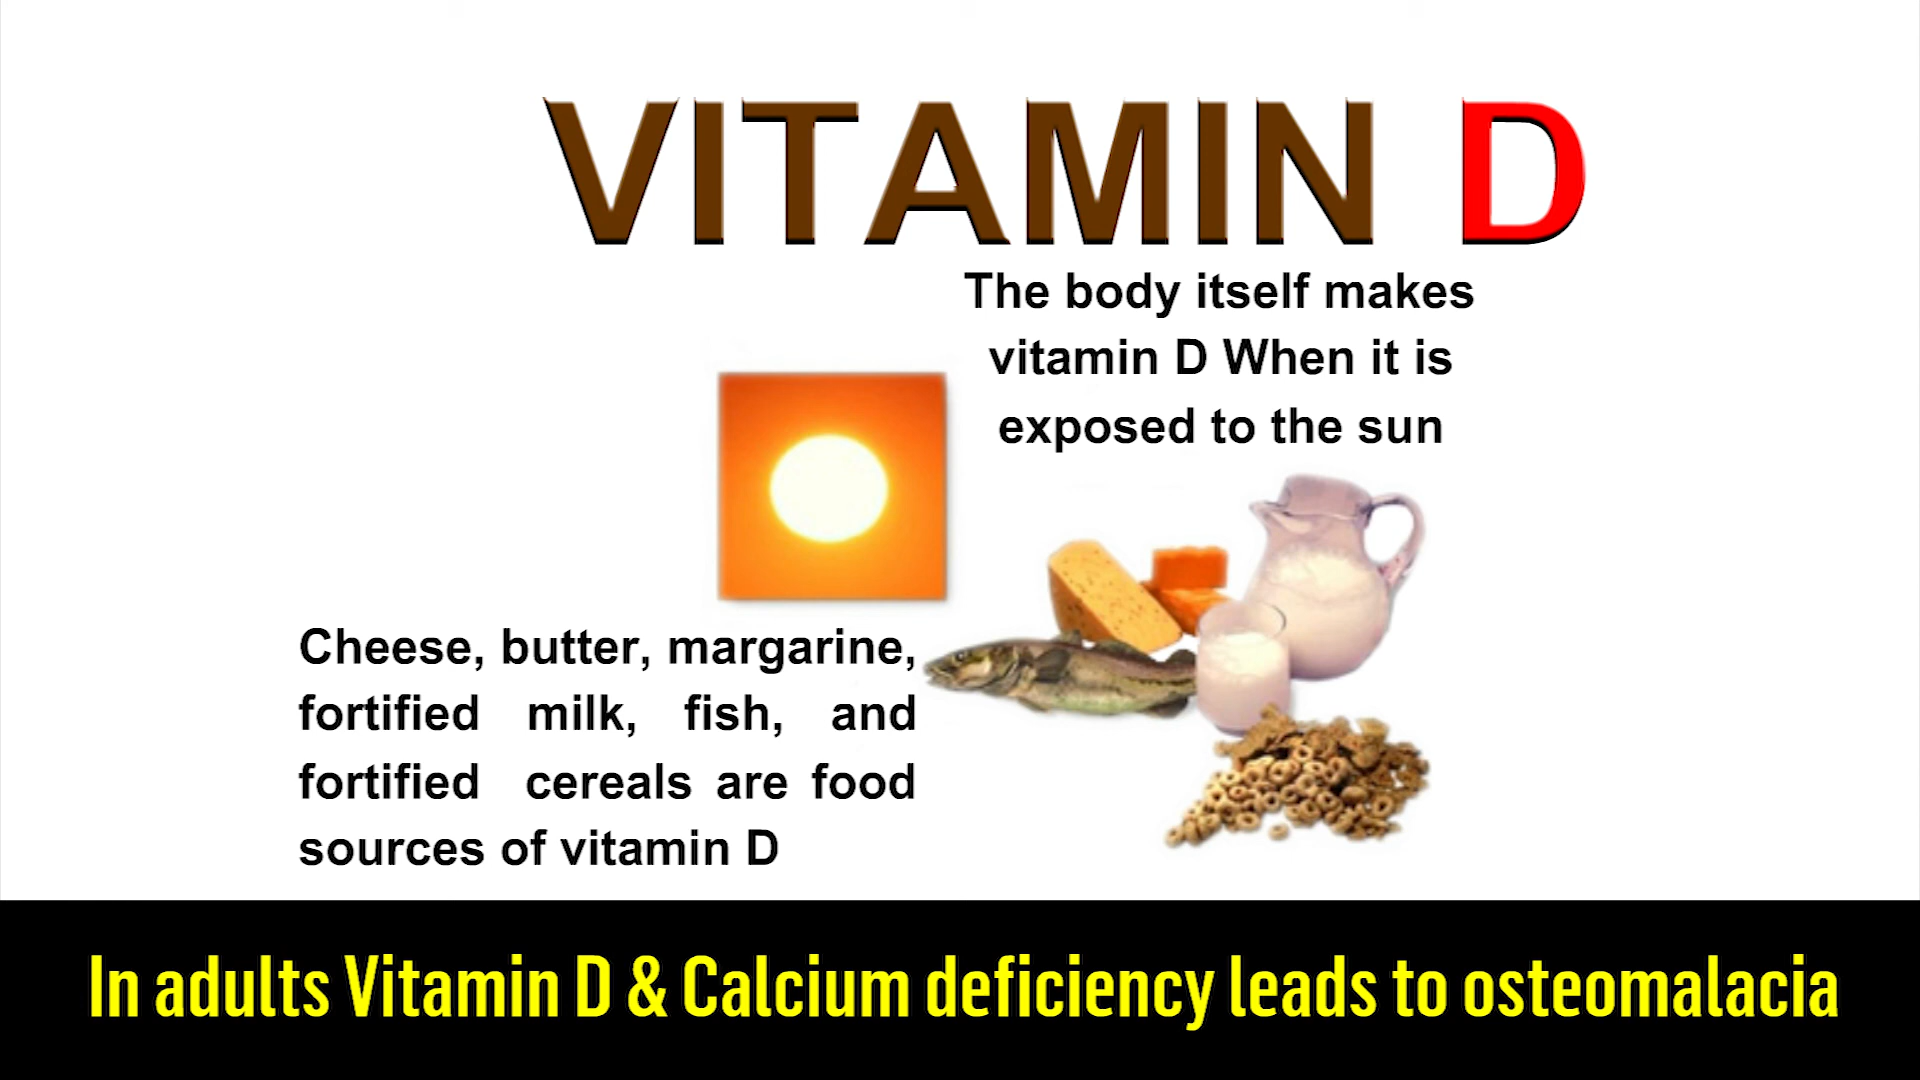 VITAMIN D
The body itself makes
vitamin D When it is
exposed to the sun
Cheese, butter, margarine,
fortified milk, fish, and
fortified cereals are food
sources of vitamin D
In adults Vitamin D & Calcium deficiency leads to osteomalacia